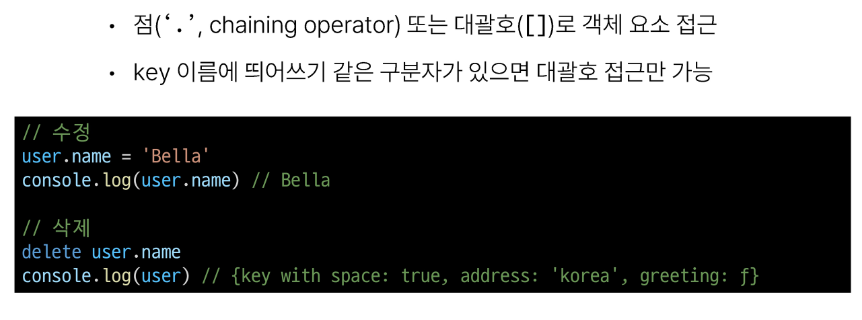 • 점('.', chaining operator) 또는 대괄호([])로 객체 요소 접근
• key 이름에 띄어쓰기 같은 구분자가 있으면 대괄호 접근만 가능
// 수정
user.name = 'Bella'
console.log(user.name) // Bella
// 삭제
delete user.name
console.log(user) // {key with space: true, address: 'korea', greeting: ƒ}